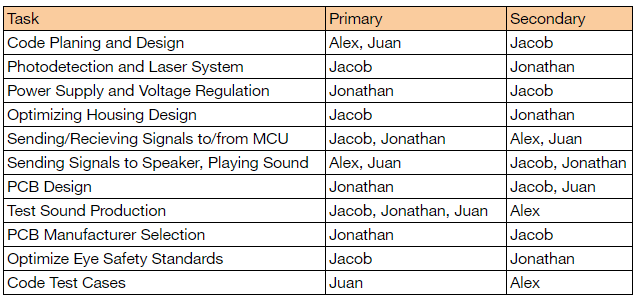 Task Primary Secondary
Code Planing and Design Alex, Juan Jacob
Photodetection and Laser System Jacob Jonathan
Power Supply and Voltage Regulation Jonathan Jacob
Optimizing Housing Design Jacob Jonathan
Sending/Recieving Signals to/from MCU Jacob, Jonathan Alex, Juan
Sending Signals to Speaker, Playing Sound Alex, Juan Jacob, Jonathan
PCB Design Jonathan Jacob, Juan
Test Sound Production Jacob, Jonathan, Juan Alex
PCB Manufacturer Selection Jonathan Jacob
Optimize Eye Safety Standards Jacob Jonathan
Code Test Cases Juan Alex